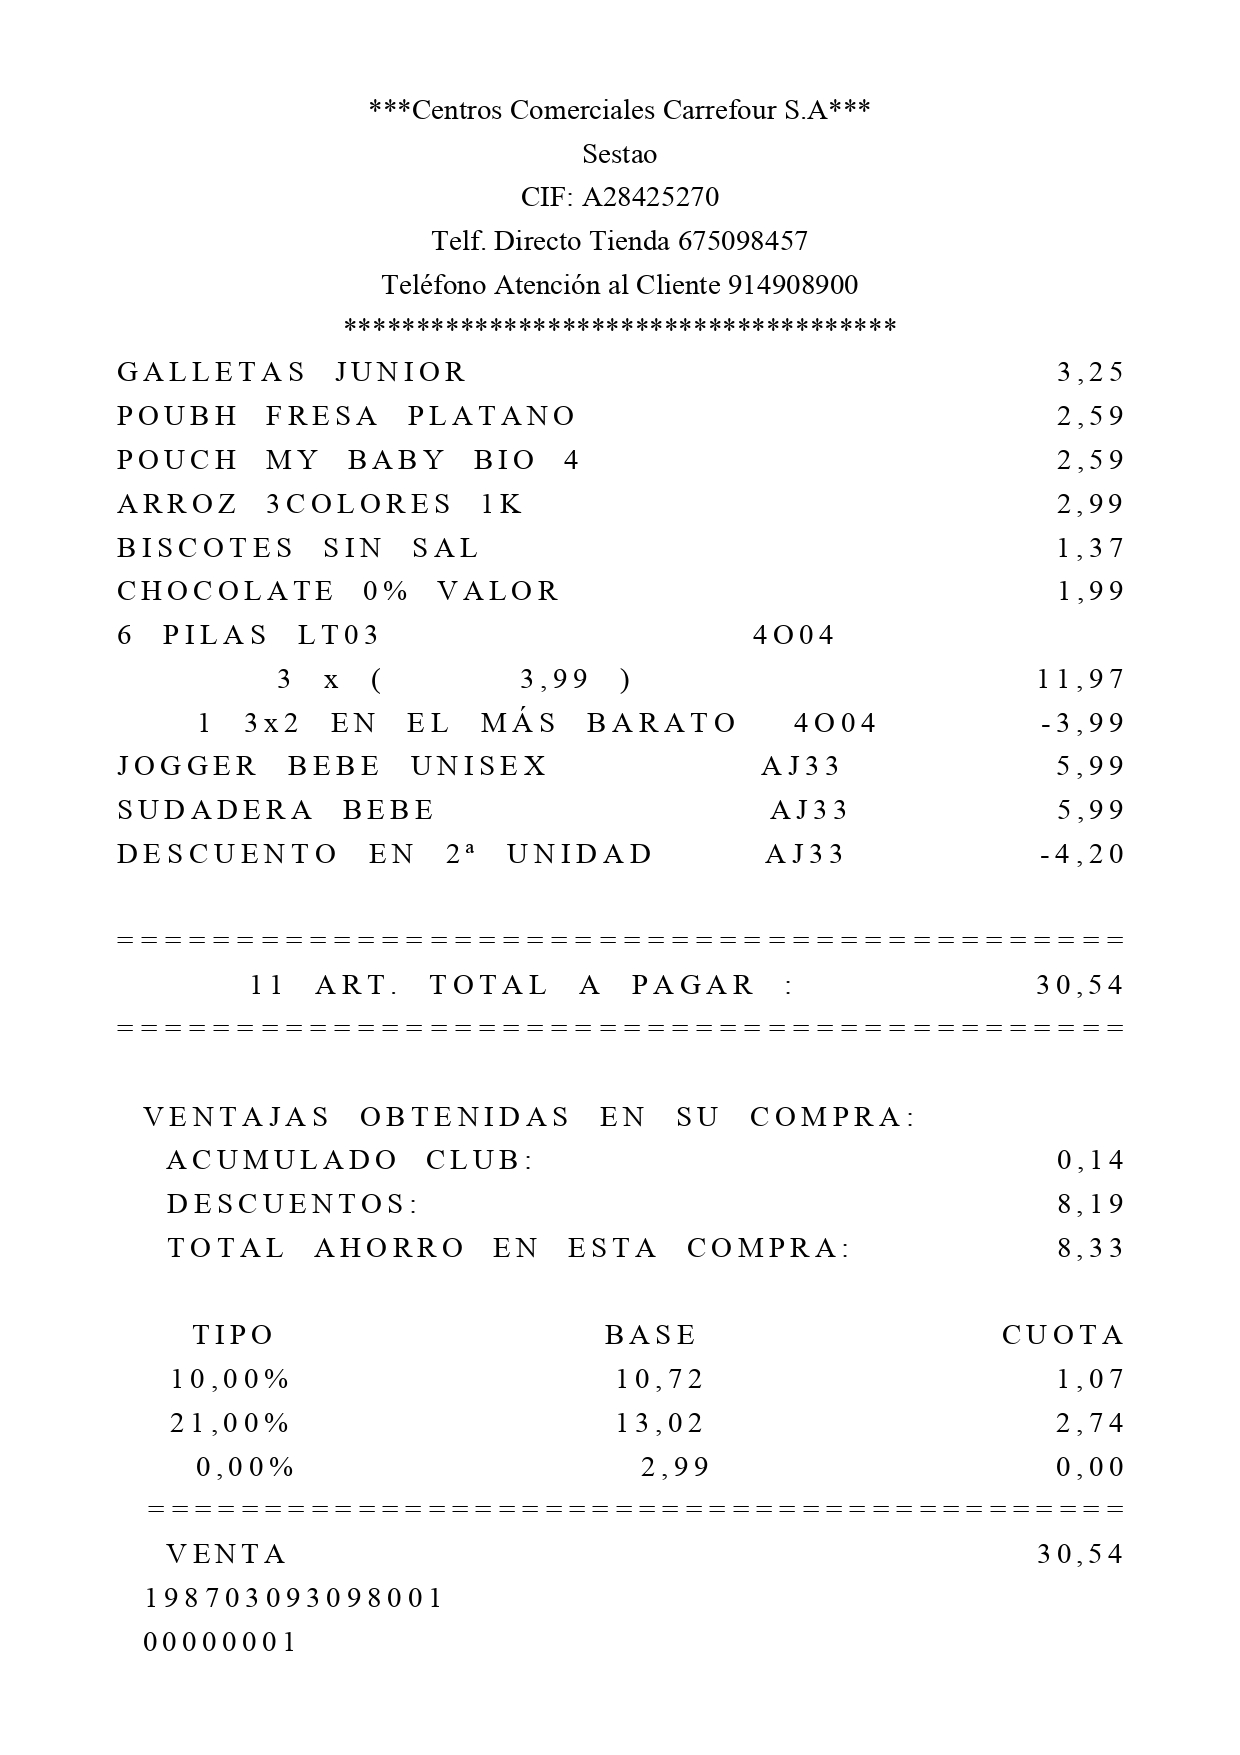 ***Centros Comerciales Carrefour S.A***
Sestao
CIF: A28425270
Telf. Directo Tienda 675098457
Teléfono Atención al Cliente 914908900
**************************************
GALLETAS JUNIOR 3,25
POUBH FRESA PLATANO 2,59
POUCH MY BABY BIO 4 2,59
ARROZ 3COLORES 1K 2,99
BISCOTES SIN SAL 1,37
CHOCOLATE 0% VALOR 1,99
6 PILAS LT03 4O04
3 x ( 3,99 ) 11,97
1 3x2 EN EL MÁS BARATO 4O04 -3,99
JOGGER BEBE UNISEX AJ33 5,99
SUDADERA BEBE AJ33 5,99
DESCUENTO EN 2ª UNIDAD AJ33 -4,20
==========================================
11 ART. TOTAL A PAGAR : 30,54
==========================================
VENTAJAS OBTENIDAS EN SU COMPRA:
ACUMULADO CLUB: 0,14
DESCUENTOS: 8,19
TOTAL AHORRO EN ESTA COMPRA: 8,33
TIPO BASE CUOTA
10,00% 10,72 1,07
21,00% 13,02 2,74
0,00% 2,99 0,00
==========================================
VENTA 30,54
198703093098001
00000001